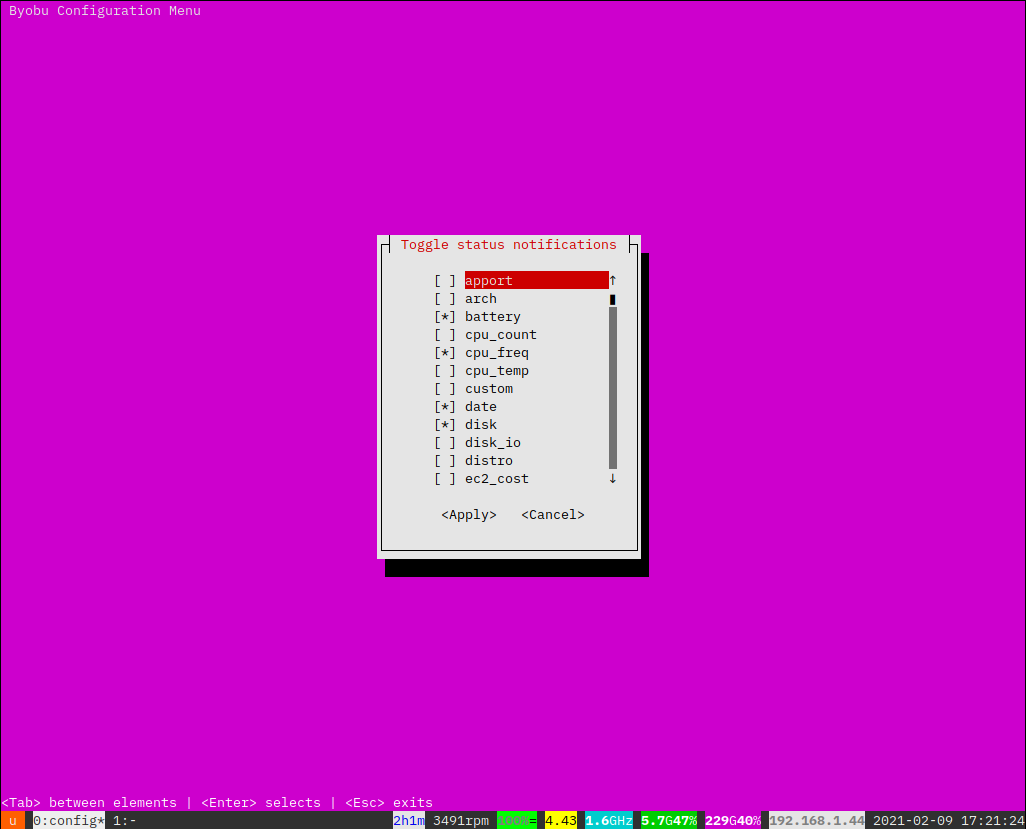 Byobu Configuration Menu
Toggle status notifications
[ ] apport ↑
[ ] arch
[*] battery
[ ] cpu_count
[*] cpu_freq
[ ] cpu_temp
[ ] custom
[*] date
[*] disk
[ ] disk_io
[ ] distro
[ ] ec2_cost ↓
<Apply> <Cancel>
<Tab> between elements | <Enter> selects | <Esc> exits
u 0:config* 1:- 2h1m 3491rpm 100%= 4.43 1.6GHz 5.7G47% 229G40% 192.168.1.44 2021-02-09 17:21:24